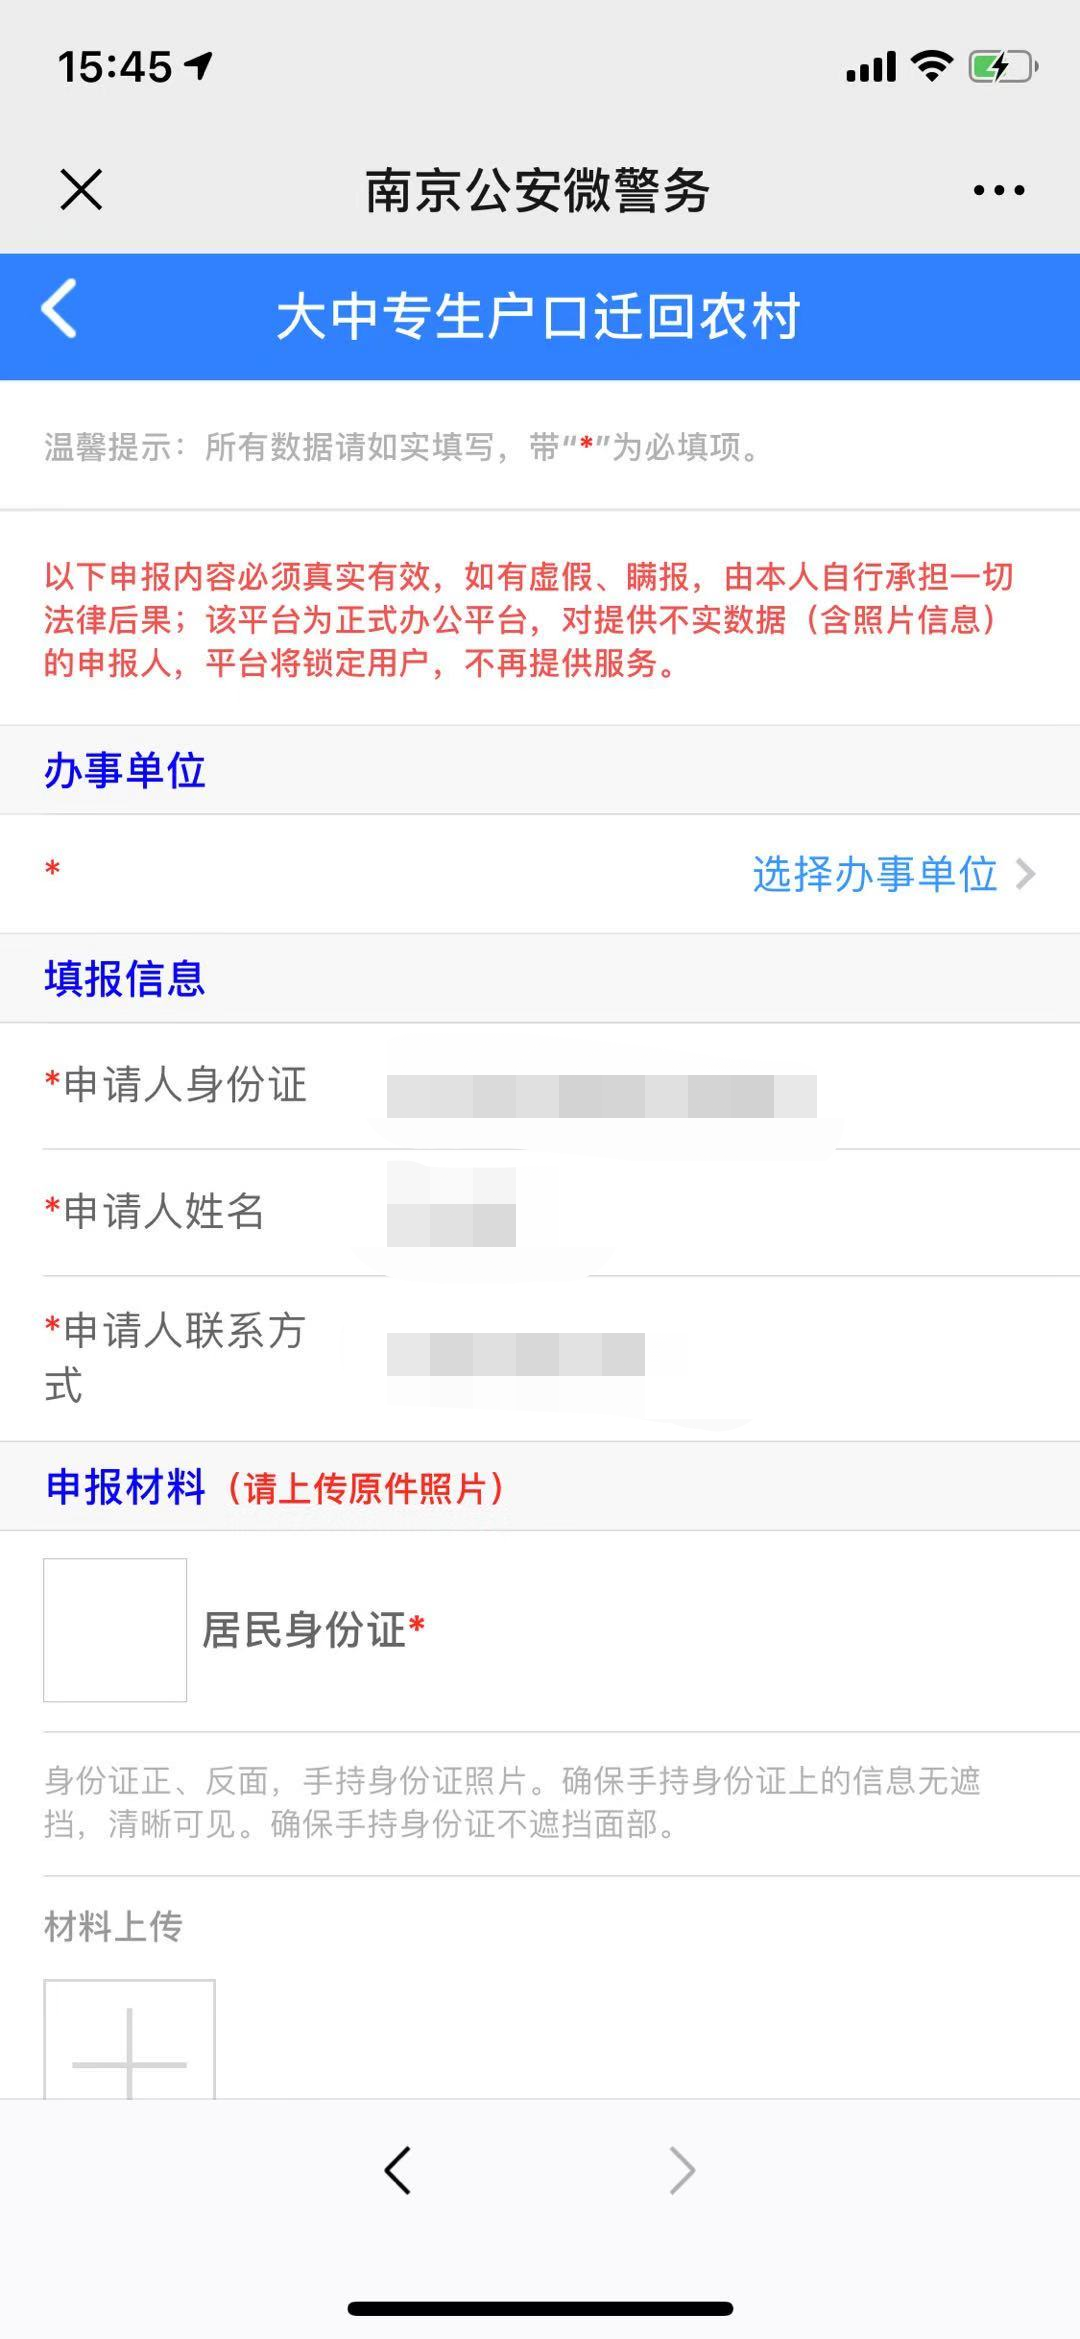 15:45
南京公安微警务
大中专生户口迁回农村
温馨提示：所有数据请如实填写，带“*”为必填项。
以下申报内容必须真实有效，如有虚假、瞒报，由本人自行承担一切
法律后果；该平台为正式办公平台，对提供不实数据（含照片信息）
的申报人，平台将锁定用户，不再提供服务。
办事单位
* 选择办事单位
填报信息
*申请人身份证
*申请人姓名
*申请人联系方
式
申报材料（请上传原件照片）
居民身份证*
身份证正、反面，手持身份证照片。确保手持身份证上的信息无遮
挡，清晰可见。确保手持身份证不遮挡面部。
材料上传